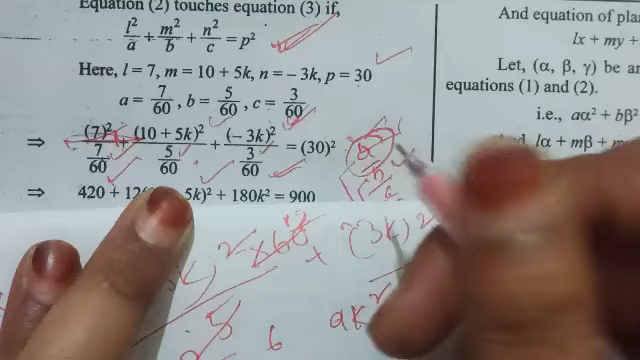 Equation (2) touches equation (3) if,
l²/a + m²/b + n²/c = p²
Here, l = 7, m = 10 + 5k, n = – 3k, p = 30
a = 7/60, b = 5/60, c = 3/60
⇒ (7)²/(7/60) + (10 + 5k)²/(5/60) + (– 3k)²/(3/60) = (30)²
⇒ 420 + 12 5k)² + 180k² = 900
And equation of
lx + my +
Let, (α, β, γ) be
equations (1) and (2).
i.e., aα² + bβ²
lα + mβ +
k)² × 60 + (3k)²
5 6 9k²